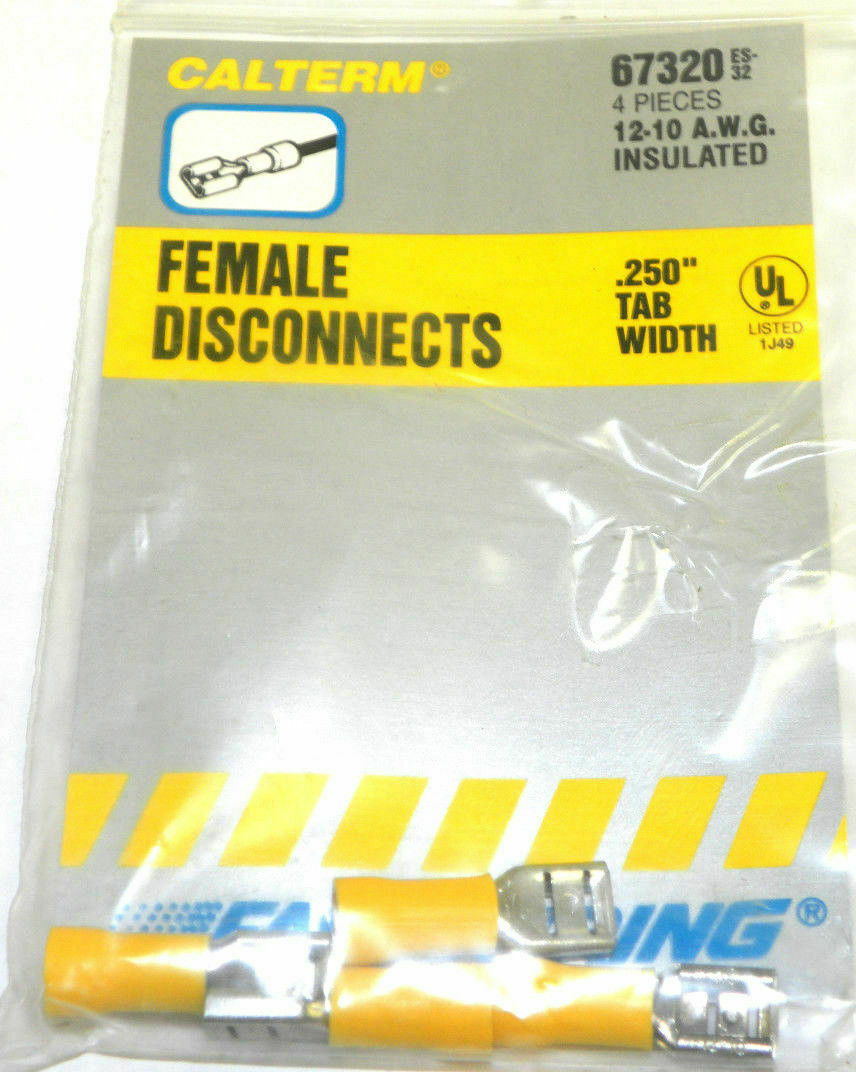 CALTERM®
67320 ES-32
4 PIECES
12-10 A.W.G.
INSULATED
FEMALE
DISCONNECTS
.250"
TAB
WIDTH
UL®
LISTED
1J49